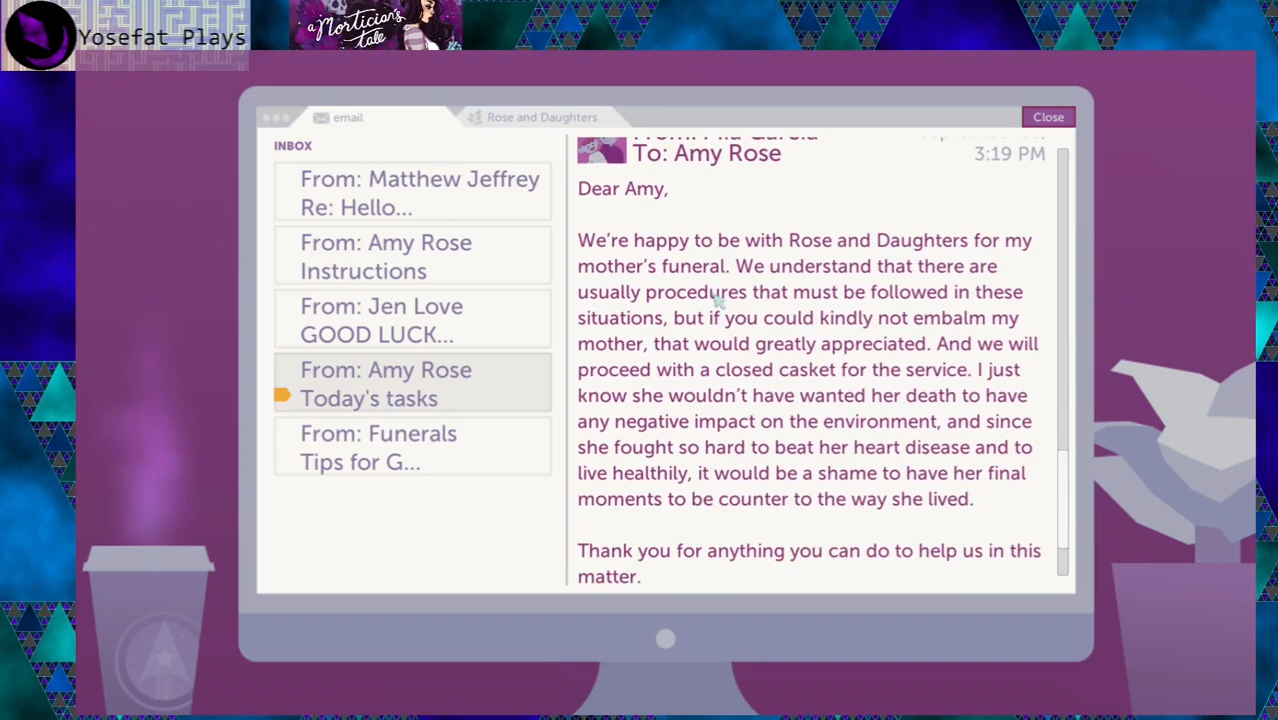 Yosefat Plays
a Mortician's
tale
email
Rose and Daughters
Close
INBOX
From: Matthew Jeffrey
Re: Hello...
From: Amy Rose
Instructions
From: Jen Love
GOOD LUCK...
From: Amy Rose
Today's tasks
From: Funerals
Tips for G...
To: Amy Rose
3:19 PM
Dear Amy,
We're happy to be with Rose and Daughters for my
mother's funeral. We understand that there are
usually procedures that must be followed in these
situations, but if you could kindly not embalm my
mother, that would greatly appreciated. And we will
proceed with a closed casket for the service. I just
know she wouldn't have wanted her death to have
any negative impact on the environment, and since
she fought so hard to beat her heart disease and to
live healthily, it would be a shame to have her final
moments to be counter to the way she lived.
Thank you for anything you can do to help us in this
matter.